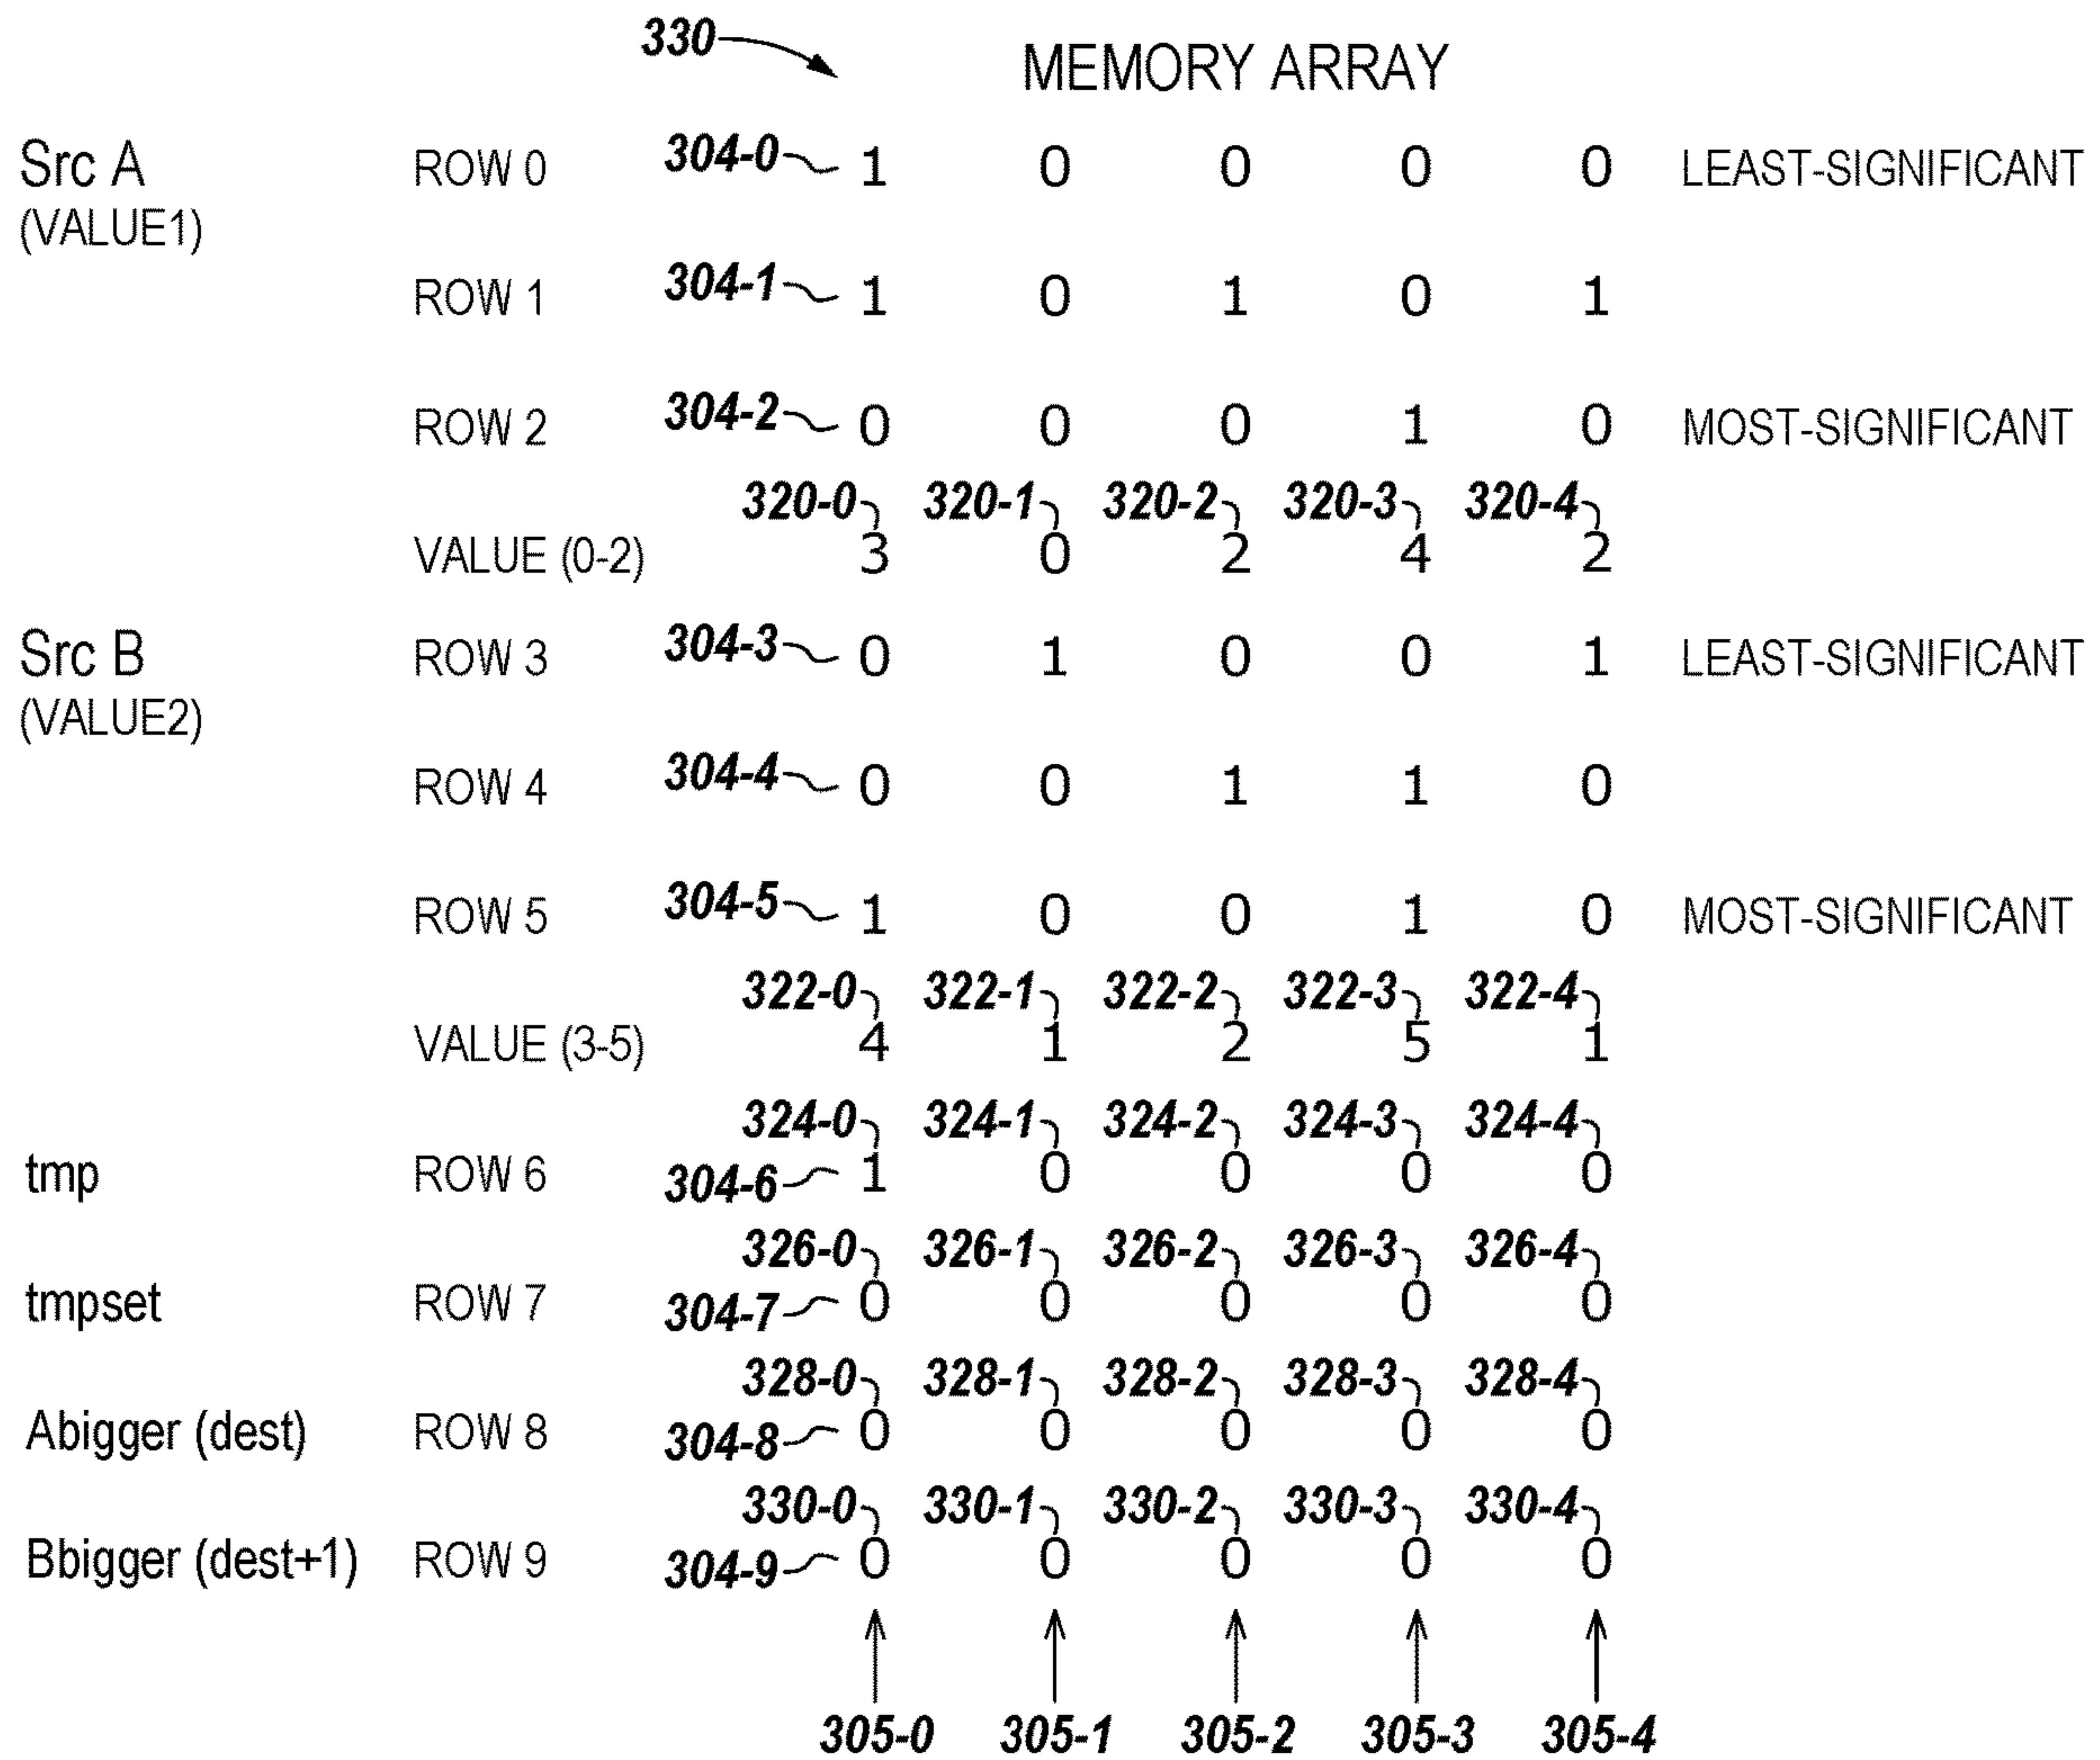 330 MEMORY ARRAY
Src A ROW 0 304-0 1 0 0 0 0 LEAST-SIGNIFICANT
(VALUE1)
ROW 1 304-1 1 0 1 0 1
ROW 2 304-2 0 0 0 1 0 MOST-SIGNIFICANT
320-0 320-1 320-2 320-3 320-4
VALUE (0-2) 3 0 2 4 2
Src B ROW 3 304-3 0 1 0 0 1 LEAST-SIGNIFICANT
(VALUE2)
ROW 4 304-4 0 0 1 1 0
ROW 5 304-5 1 0 0 1 0 MOST-SIGNIFICANT
322-0 322-1 322-2 322-3 322-4
VALUE (3-5) 4 1 2 5 1
324-0 324-1 324-2 324-3 324-4
tmp ROW 6 304-6 1 0 0 0 0
326-0 326-1 326-2 326-3 326-4
tmpset ROW 7 304-7 0 0 0 0 0
328-0 328-1 328-2 328-3 328-4
Abigger (dest) ROW 8 304-8 0 0 0 0 0
330-0 330-1 330-2 330-3 330-4
Bbigger (dest+1) ROW 9 304-9 0 0 0 0 0
305-0 305-1 305-2 305-3 305-4